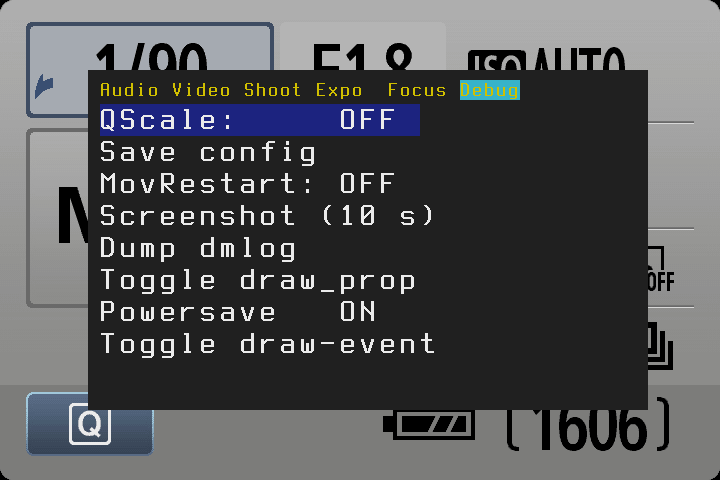 1/80 F1.8 ISO AUTO
Audio Video Shoot Expo Focus Debug
QScale: OFF
Save config
MovRestart: OFF
Screenshot (10 s)
Dump dmlog
Toggle draw_prop
OFF
Powersave ON
Toggle draw-event
Q
[1606]